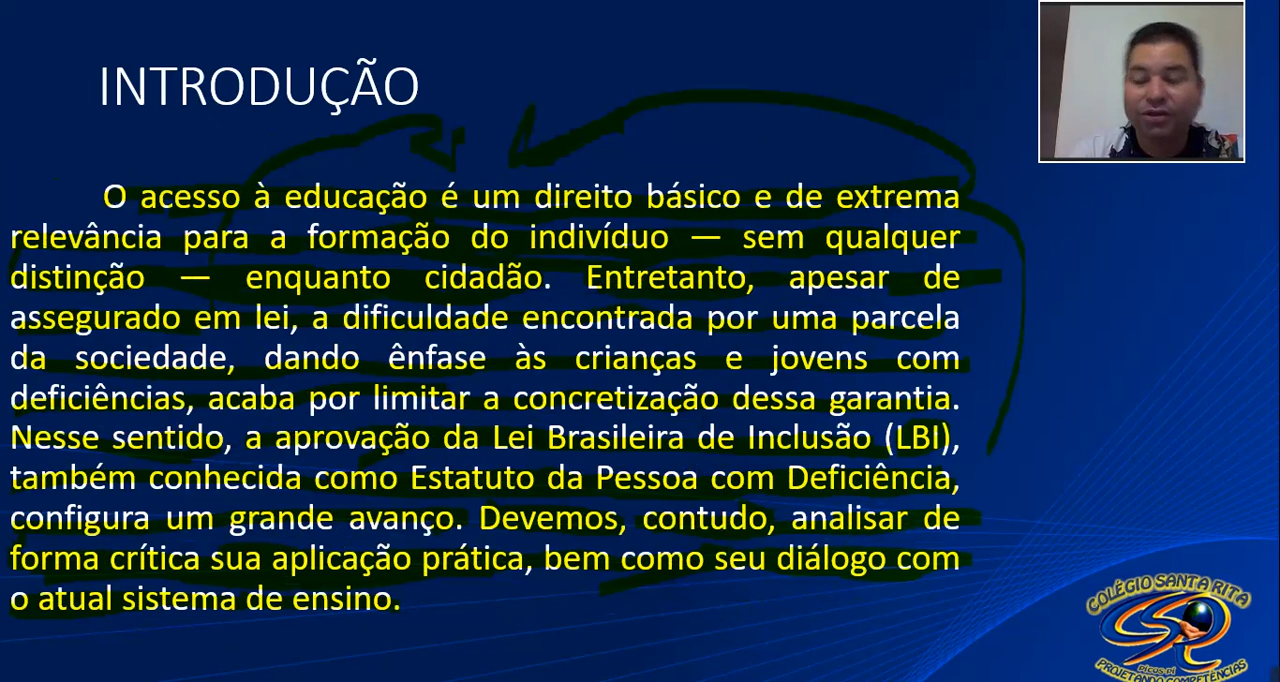 INTRODUÇÃO
O acesso à educação é um direito básico e de extrema
relevância para a formação do indivíduo — sem qualquer
distinção — enquanto cidadão. Entretanto, apesar de
assegurado em lei, a dificuldade encontrada por uma parcela
da sociedade, dando ênfase às crianças e jovens com
deficiências, acaba por limitar a concretização dessa garantia.
Nesse sentido, a aprovação da Lei Brasileira de Inclusão (LBI),
também conhecida como Estatuto da Pessoa com Deficiência,
configura um grande avanço. Devemos, contudo, analisar de
forma crítica sua aplicação prática, bem como seu diálogo com
o atual sistema de ensino.
COLÉGIO SANTA RITA
PICOS PI
PROJETANDO COMPETÊNCIAS